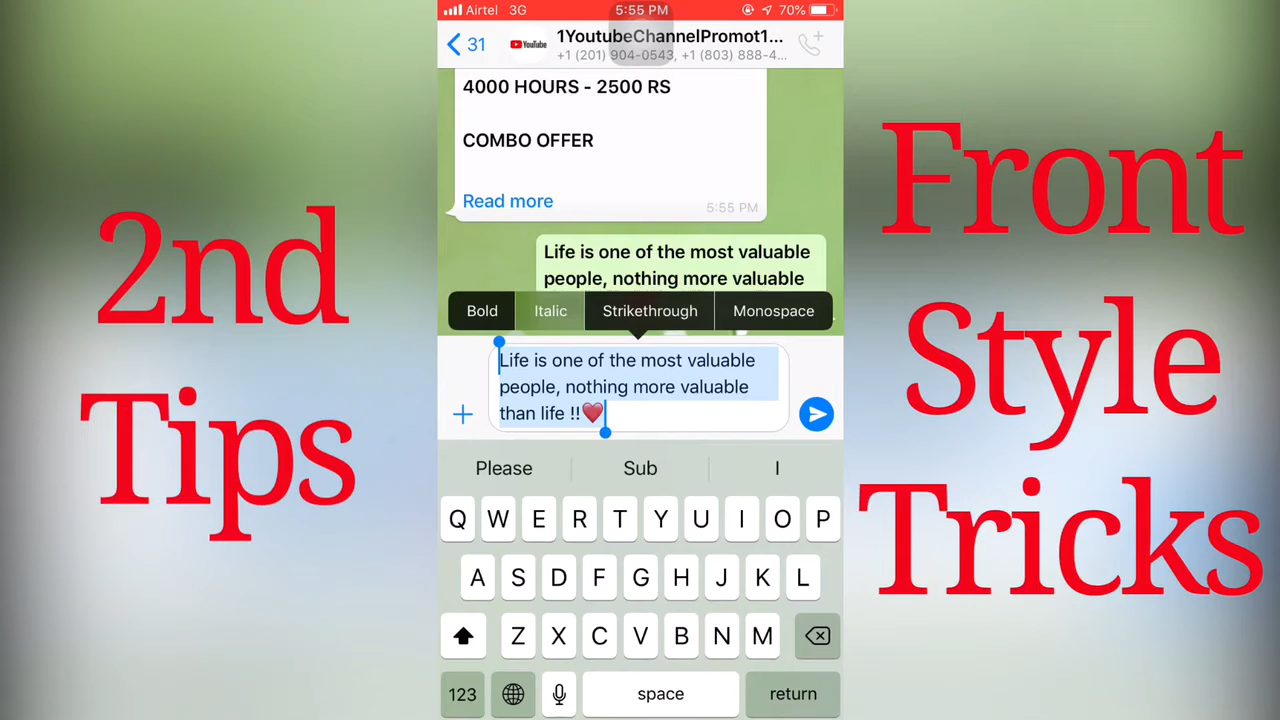 2nd
Tips
Airtel 3G 5:55 PM 70%
31 YouTube 1YoutubeChannelPromot1...
+1 (201) 904-0543, +1 (803) 888-4...
4000 HOURS - 2500 RS
COMBO OFFER
Read more 5:55 PM
Life is one of the most valuable
people, nothing more valuable
Bold Italic Strikethrough Monospace
Life is one of the most valuable
people, nothing more valuable
than life !!❤️
Please Sub I
Q W E R T Y U I O P
A S D F G H J K L
Z X C V B N M
123 space return
Front
Style
Tricks